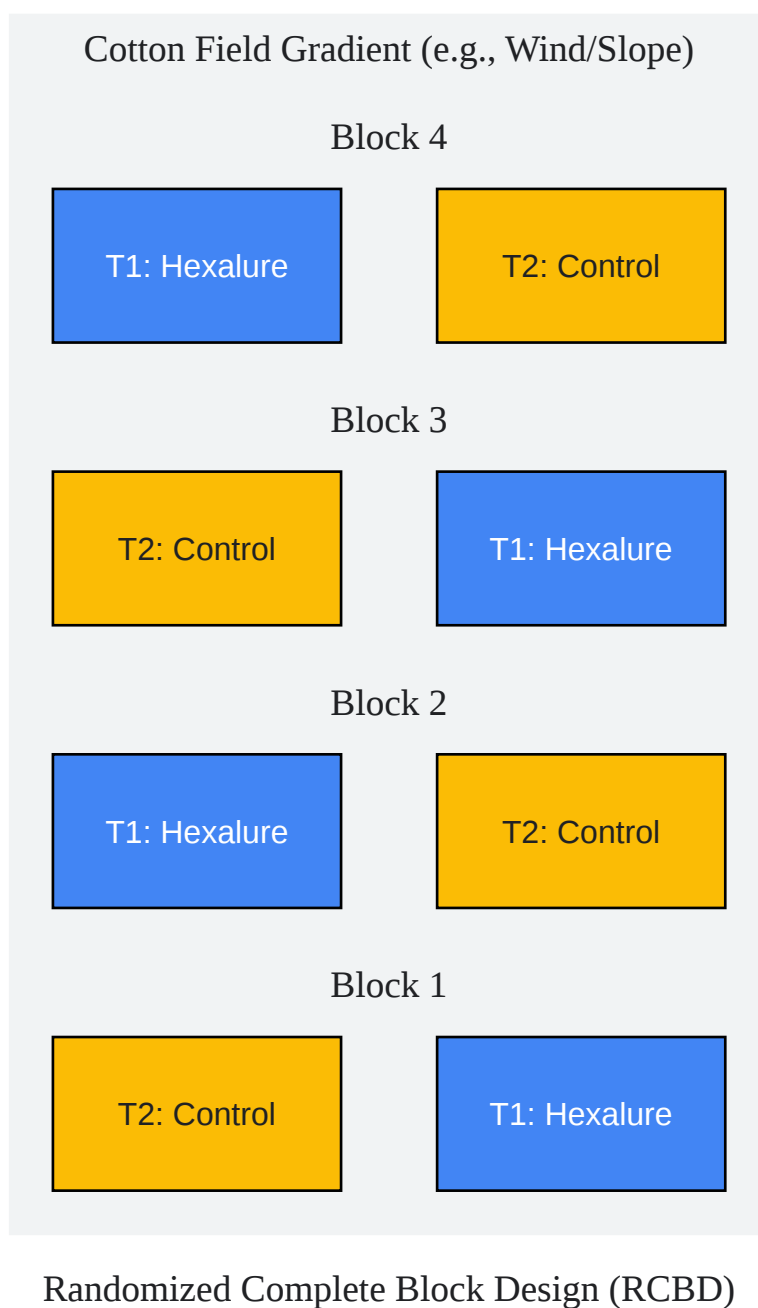 Cotton Field Gradient (e.g., Wind/Slope)
Block 4
T1: Hexalure
T2: Control
Block 3
T2: Control
T1: Hexalure
Block 2
T1: Hexalure
T2: Control
Block 1
T2: Control
T1: Hexalure
Randomized Complete Block Design (RCBD)